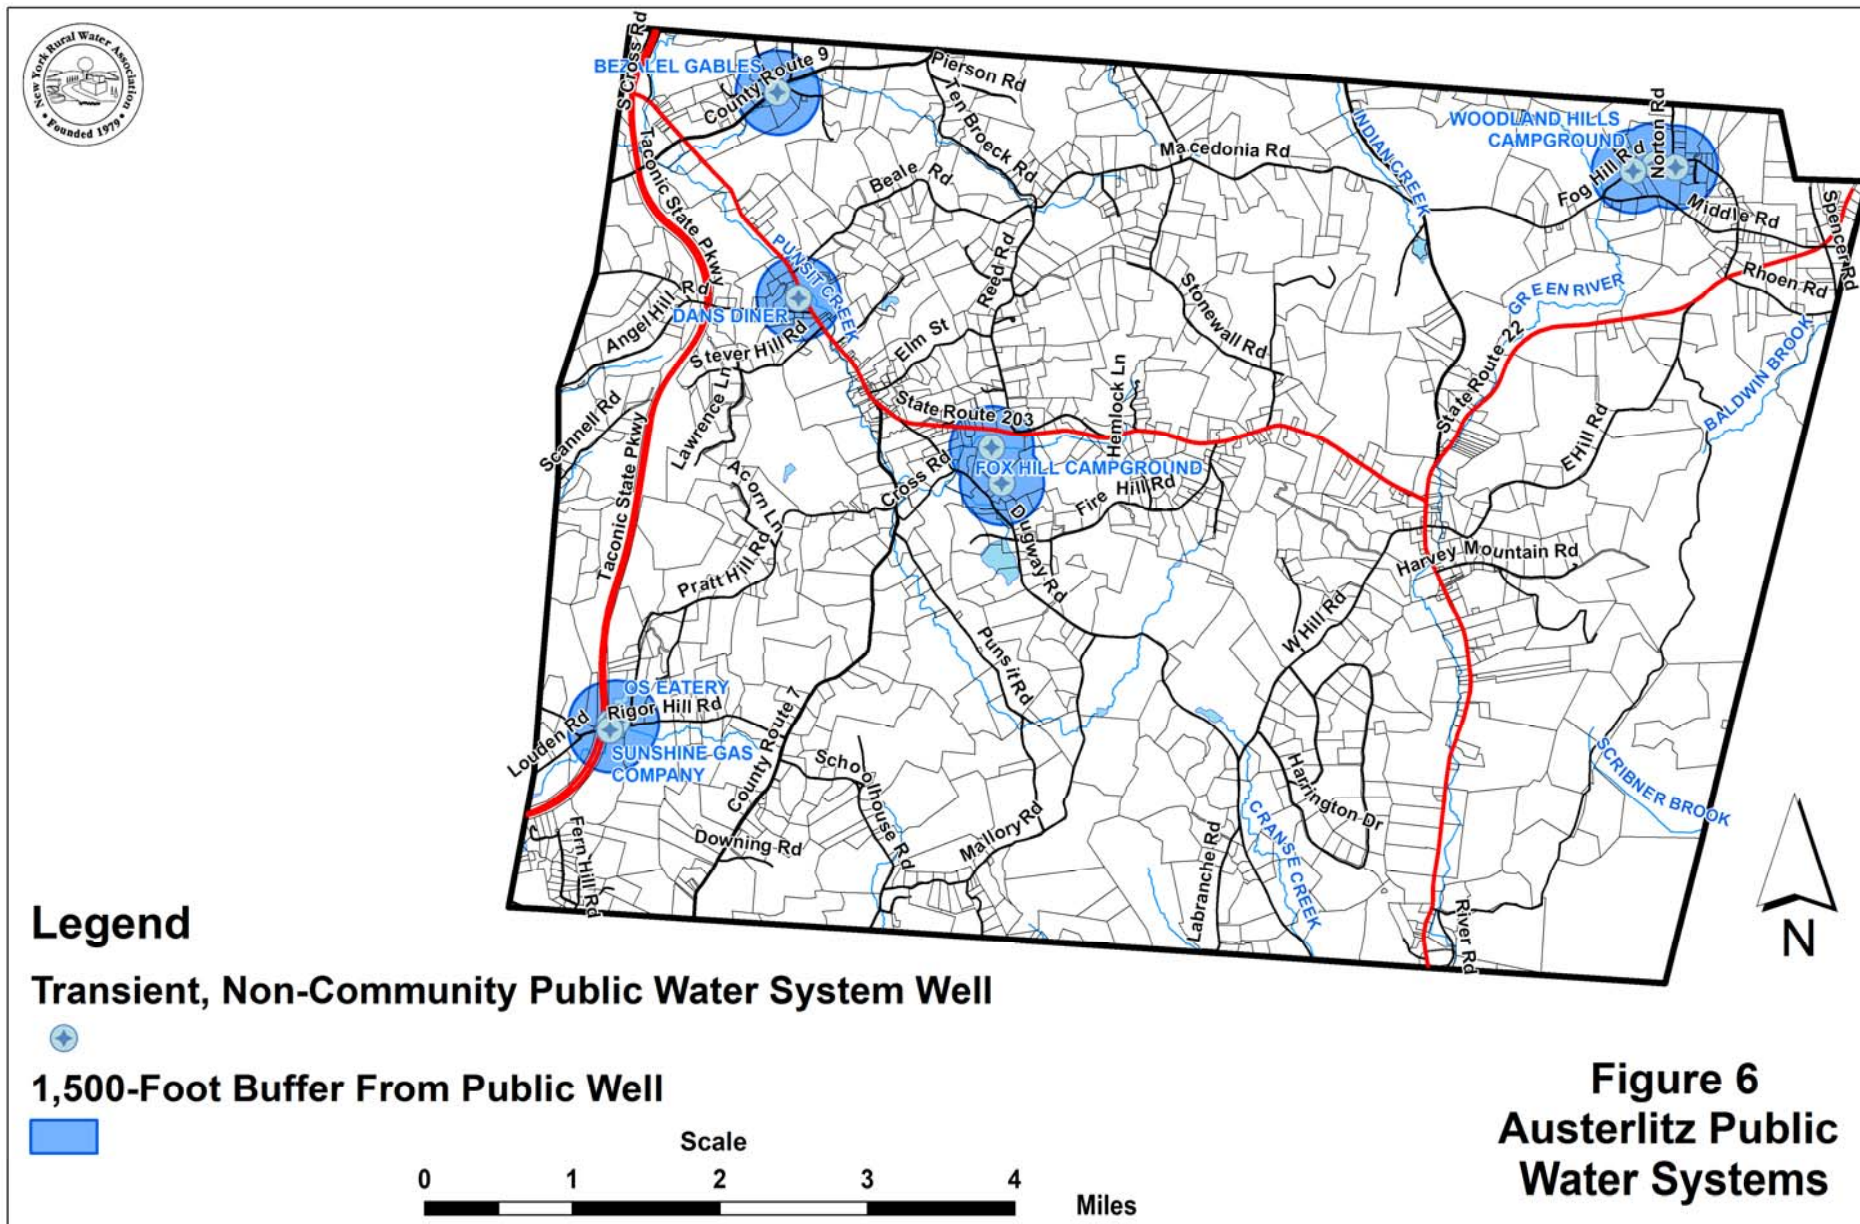 New York Rural Water Association
• Founded 1979 •
S Cross Rd
BEZALEL GABLES
County Route 9
Pierson Rd
Ten Broeck Rd
Macedonia Rd
INDIAN CREEK
WOODLAND HILLS
CAMPGROUND
Norton Rd
Fog Hill Rd
Middle Rd
Spencer Rd
Taconic State Pkwy
Beale Rd
PUNSIT CREEK
Reed Rd
Stonewall Rd
GREEN RIVER
Rhoen Rd
Angel Hill Rd
DANS DINER
Stever Hill Rd
Elm St
State Route 22
BALDWIN BROOK
Lawrence Ln
Scannell Rd
State Route 203
Hemlock Ln
E Hill Rd
Taconic State Pkwy
Acorn Ln
Cross Rd
FOX HILL CAMPGROUND
Fire Hill Rd
Dugway Rd
Pratt Hill Rd
Harvey Mountain Rd
W Hill Rd
Punsit Rd
OS EATERY
Rigor Hill Rd
Louden Rd
SUNSHINE GAS
COMPANY
County Route 7
Schoolhouse Rd
Harrington Dr
SCRIBNER BROOK
Fern Hill Rd
Downing Rd
Mallory Rd
Labranche Rd
CRANSE CREEK
River Rd
N
Legend
Transient, Non-Community Public Water System Well
1,500-Foot Buffer From Public Well
Scale
0 1 2 3 4
Miles
Figure 6
Austerlitz Public
Water Systems